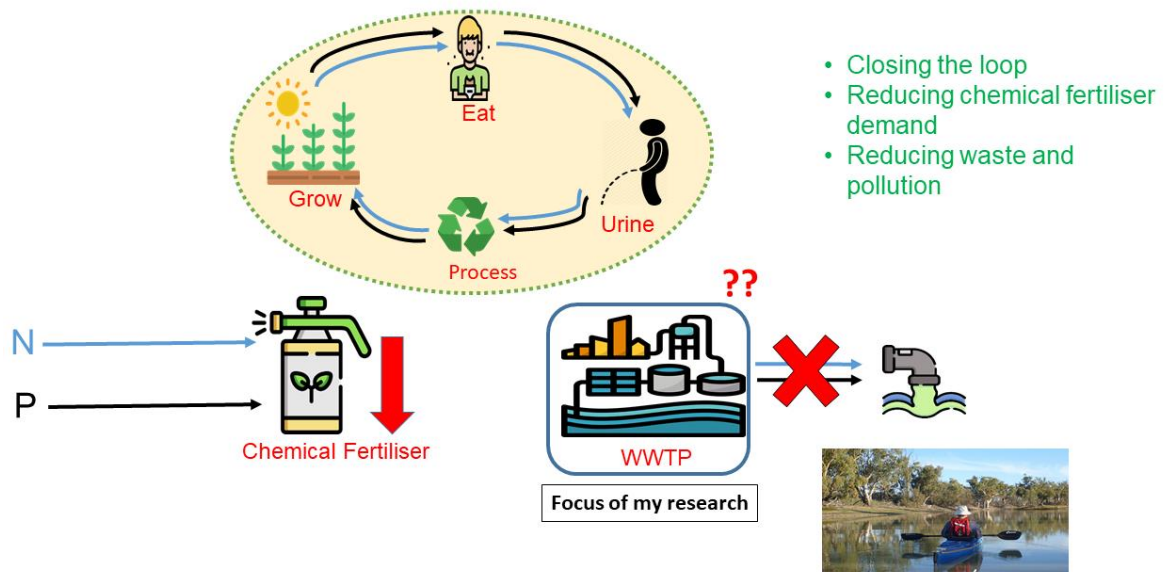 Eat
Grow
Urine
Process
• Closing the loop
• Reducing chemical fertiliser
demand
• Reducing waste and
pollution
??
N
P
Chemical Fertiliser
WWTP
Focus of my research